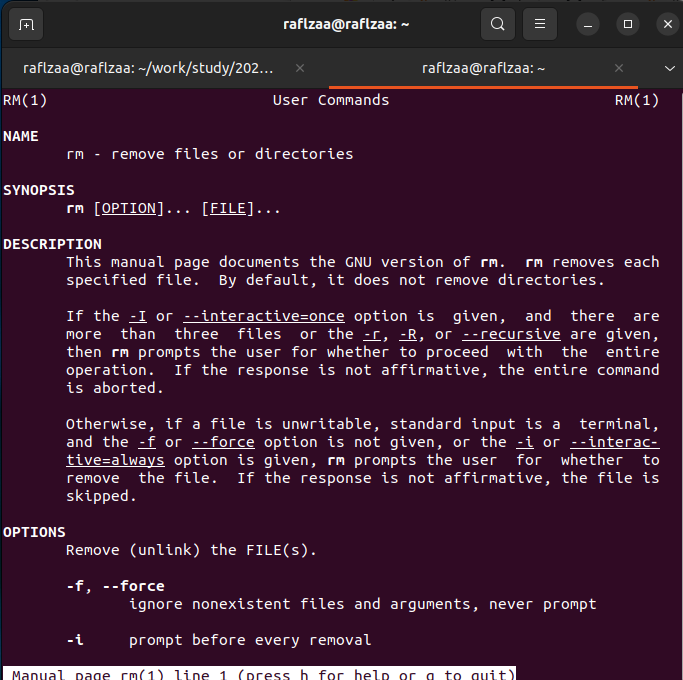 raflzaa@raflzaa: ~
raflzaa@raflzaa: ~/work/study/202...
raflzaa@raflzaa: ~
RM(1) User Commands RM(1)
NAME
rm - remove files or directories
SYNOPSIS
rm [OPTION]... [FILE]...
DESCRIPTION
This manual page documents the GNU version of rm. rm removes each
specified file. By default, it does not remove directories.
If the -I or --interactive=once option is given, and there are
more than three files or the -r, -R, or --recursive are given,
then rm prompts the user for whether to proceed with the entire
operation. If the response is not affirmative, the entire command
is aborted.
Otherwise, if a file is unwritable, standard input is a terminal,
and the -f or --force option is not given, or the -i or --interac-
tive=always option is given, rm prompts the user for whether to
remove the file. If the response is not affirmative, the file is
skipped.
OPTIONS
Remove (unlink) the FILE(s).
-f, --force
ignore nonexistent files and arguments, never prompt
-i prompt before every removal
Manual page rm(1) line 1 (press h for help or q to quit)